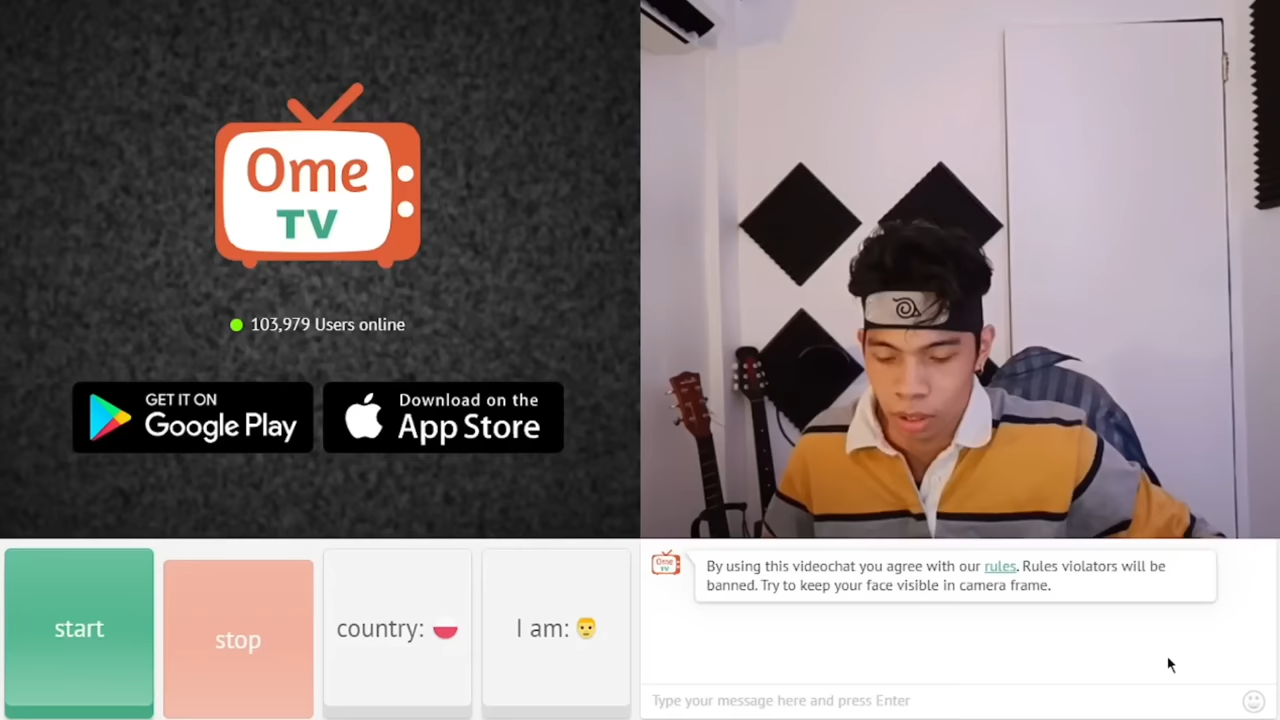 Ome
TV
103,979 Users online
GET IT ON
Google Play
Download on the
App Store
start
stop
country:
I am:
Ome
TV
By using this videochat you agree with our rules. Rules violators will be
banned. Try to keep your face visible in camera frame.
Type your message here and press Enter